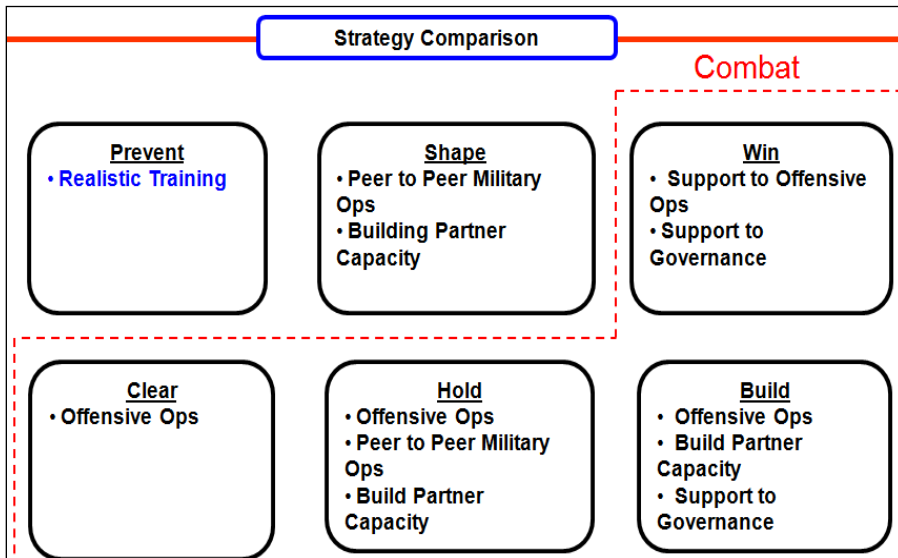 Strategy Comparison
Combat
Prevent
• Realistic Training
Shape
• Peer to Peer Military
Ops
• Building Partner
Capacity
Win
• Support to Offensive
Ops
• Support to
Governance
Clear
• Offensive Ops
Hold
• Offensive Ops
• Peer to Peer Military
Ops
• Build Partner
Capacity
Build
• Offensive Ops
• Build Partner
Capacity
• Support to
Governance